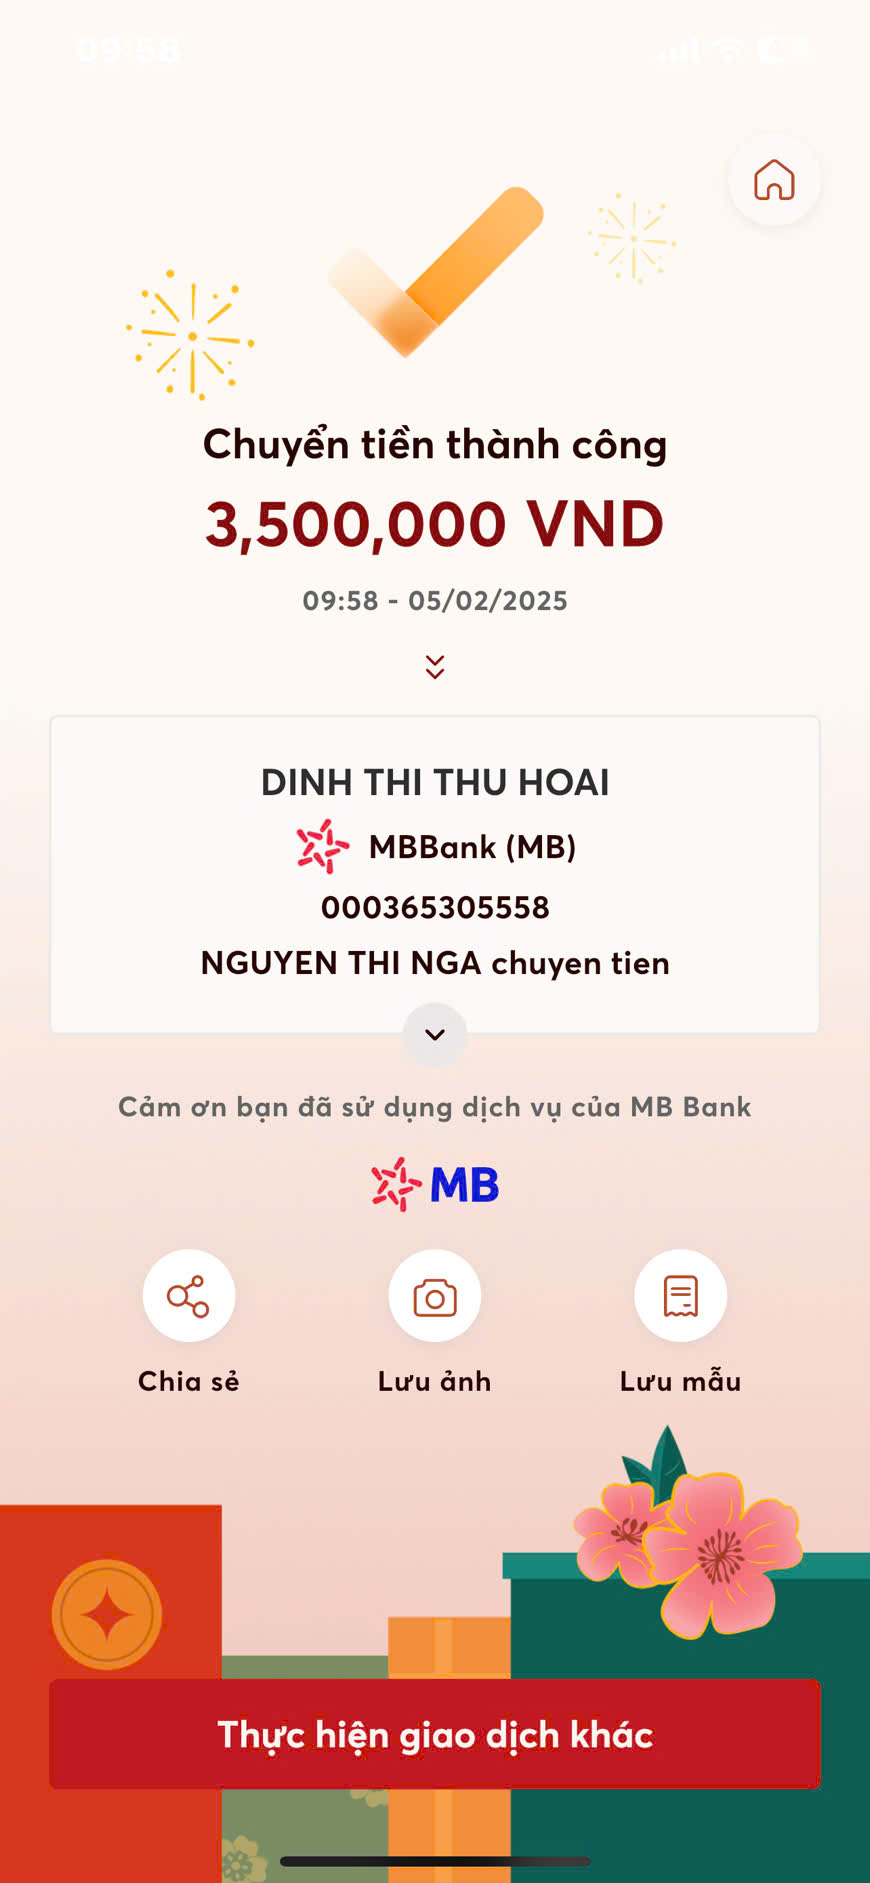 09:58
Chuyển tiền thành công
3,500,000 VND
09:58 - 05/02/2025
DINH THI THU HOAI
MBBank (MB)
000365305558
NGUYEN THI NGA chuyen tien
Cảm ơn bạn đã sử dụng dịch vụ của MB Bank
MB
Chia sẻ Lưu ảnh Lưu mẫu
Thực hiện giao dịch khác